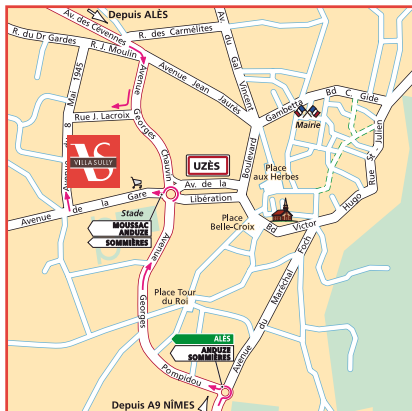 Depuis ALÈS
Av. des Cévennes
R. du Dr Gardes
R. J. Moulin
R. des Carmélites
Av. du Gal Vincent
Avenue Jean Jaurès
Mai 1945
Avenue 8
Rue J. Lacroix
Avenue Georges Chauvin
Gambetta
Bd C. Gide
Mairie
Rue St Julien
VS
VILLA SULLY
UZÈS
Boulevard
Place
aux Herbes
Av. de la
Libération
Avenue de la Gare
Stade
MOUSSAC
ANDUZE
SOMMIÈRES
Place
Belle-Croix
Bd Victor Hugo
Avenue Georges Pompidou
Place Tour
du Roi
Avenue du Maréchal Foch
ALÈS
ANDUZE
SOMMIÈRES
Depuis A9 NÎMES